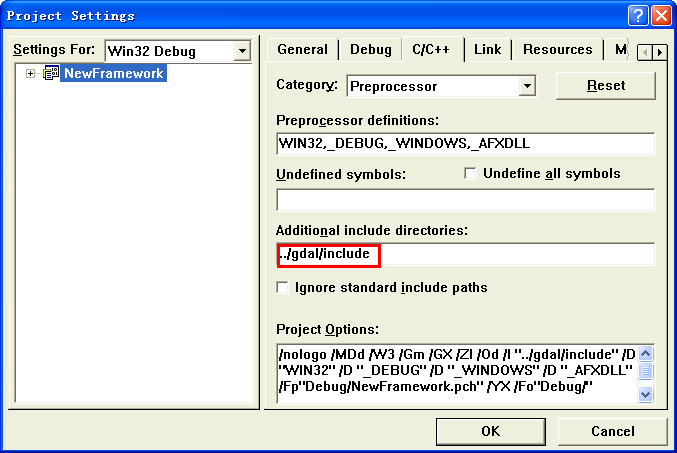 Project Settings
Settings For:
Win32 Debug
NewFramework
General
Debug
C/C++
Link
Resources
M
Category:
Preprocessor
Reset
Preprocessor definitions:
WIN32,_DEBUG,_WINDOWS,_AFXDLL
Undefined symbols:
Undefine all symbols
Additional include directories:
../gdal/include
Ignore standard include paths
Project Options:
/nologo /MDd /W3 /Gm /GX /ZI /Od /I "../gdal/include" /D
"WIN32" /D "_DEBUG" /D "_WINDOWS" /D "_AFXDLL"
/Fp"Debug/NewFramework.pch" /YX /Fo"Debug/"
OK
Cancel